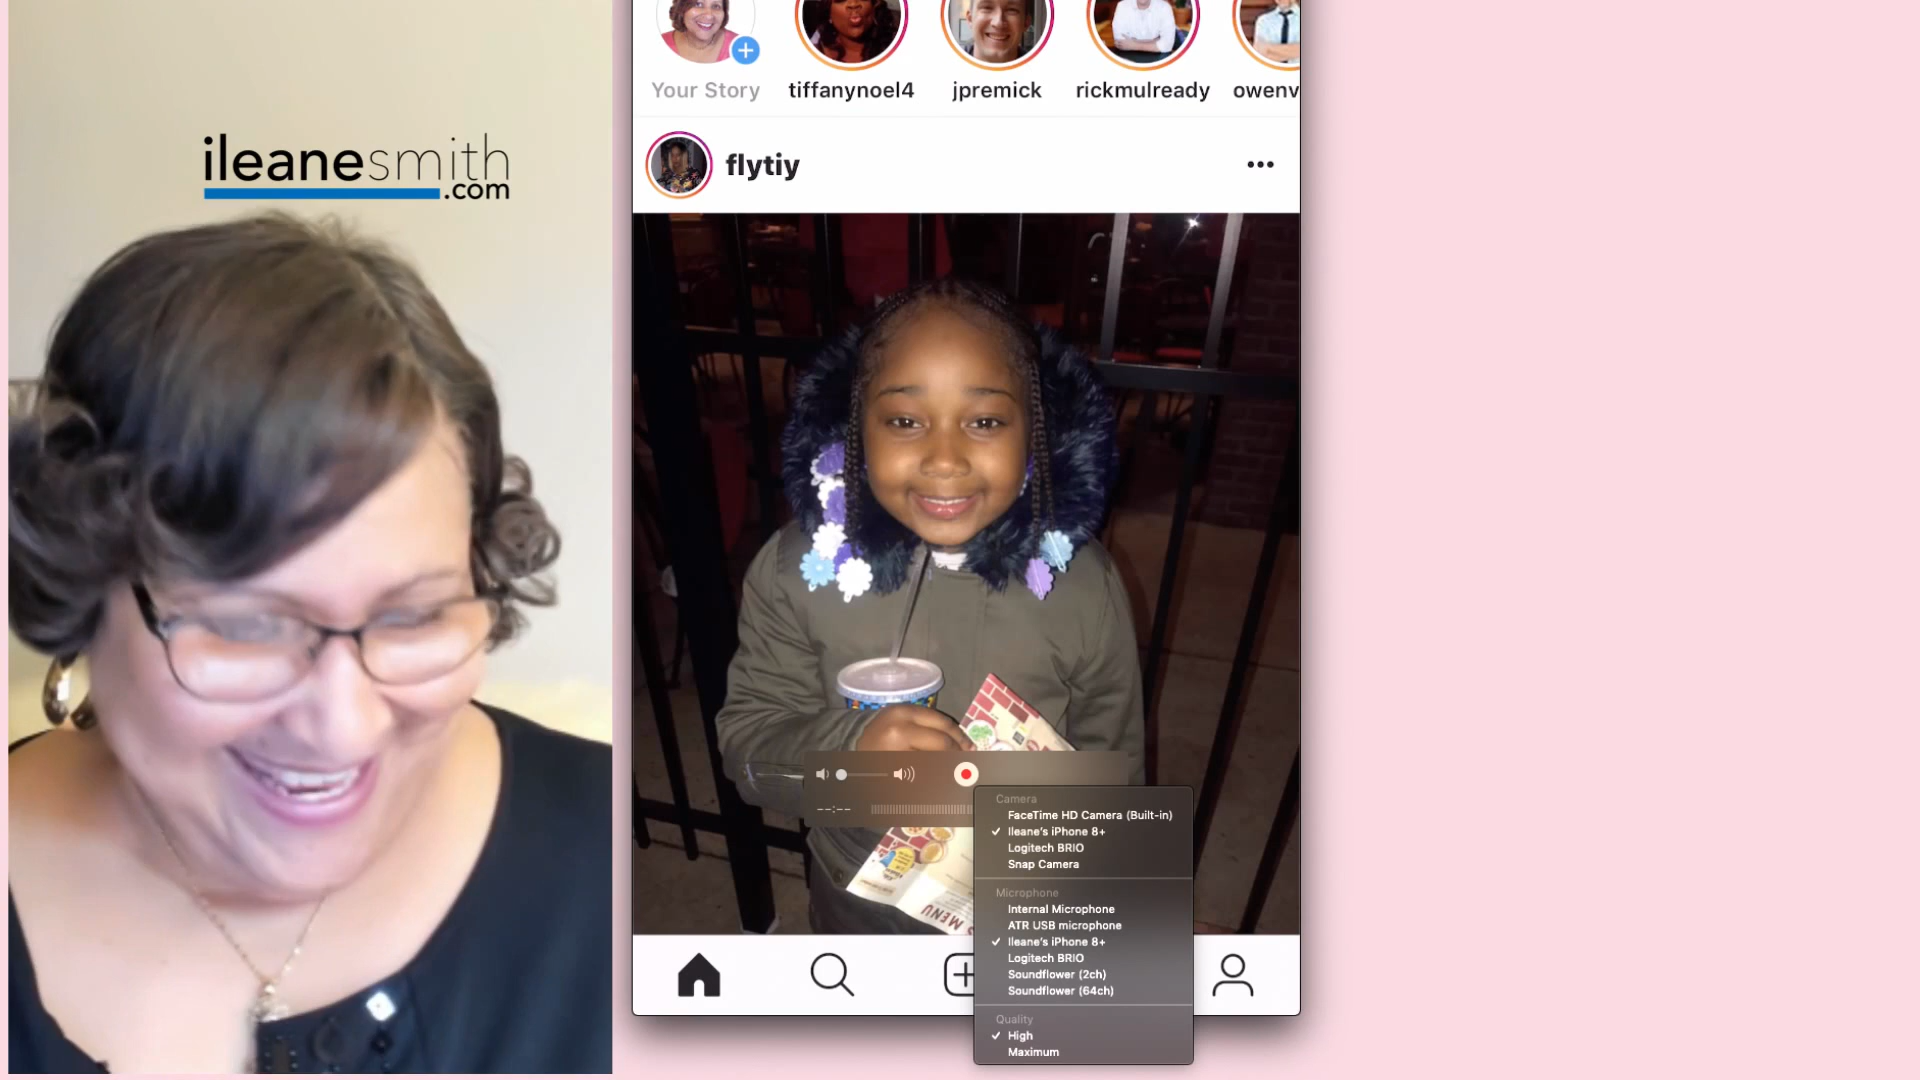 ileanesmith
.com
Your Story
tiffanynoel4
jpremick
rickmulready
owenv
flytiy
--:--
Camera
FaceTime HD Camera (Built-in)
Ileane's iPhone 8+
Logitech BRIO
Snap Camera
Microphone
Internal Microphone
ATR USB microphone
Ileane's iPhone 8+
Logitech BRIO
Soundflower (2ch)
Soundflower (64ch)
Quality
High
Maximum
MENU